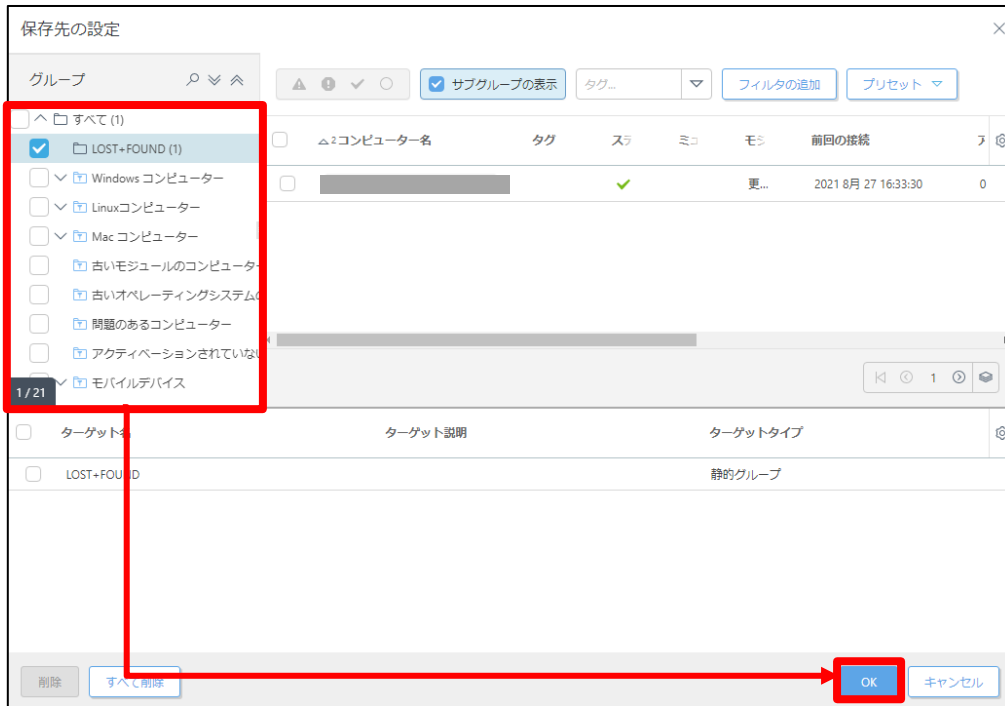 保存先の設定
グループ
サブグループの表示
タグ...
フィルタの追加
プリセット
すべて (1)
LOST+FOUND (1)
Windows コンピューター
Linuxコンピューター
Mac コンピューター
古いモジュールのコンピューター
古いオペレーティングシステムの
問題のあるコンピューター
アクティベーションされていない
モバイルデバイス
1 / 21
2 コンピューター名 タグ ステ ミュ モジ 前回の接続
更... 2021 8月 27 16:33:30 0
1
ターゲット名 ターゲット説明 ターゲットタイプ
LOST+FOUND 静的グループ
削除 すべて削除 OK キャンセル